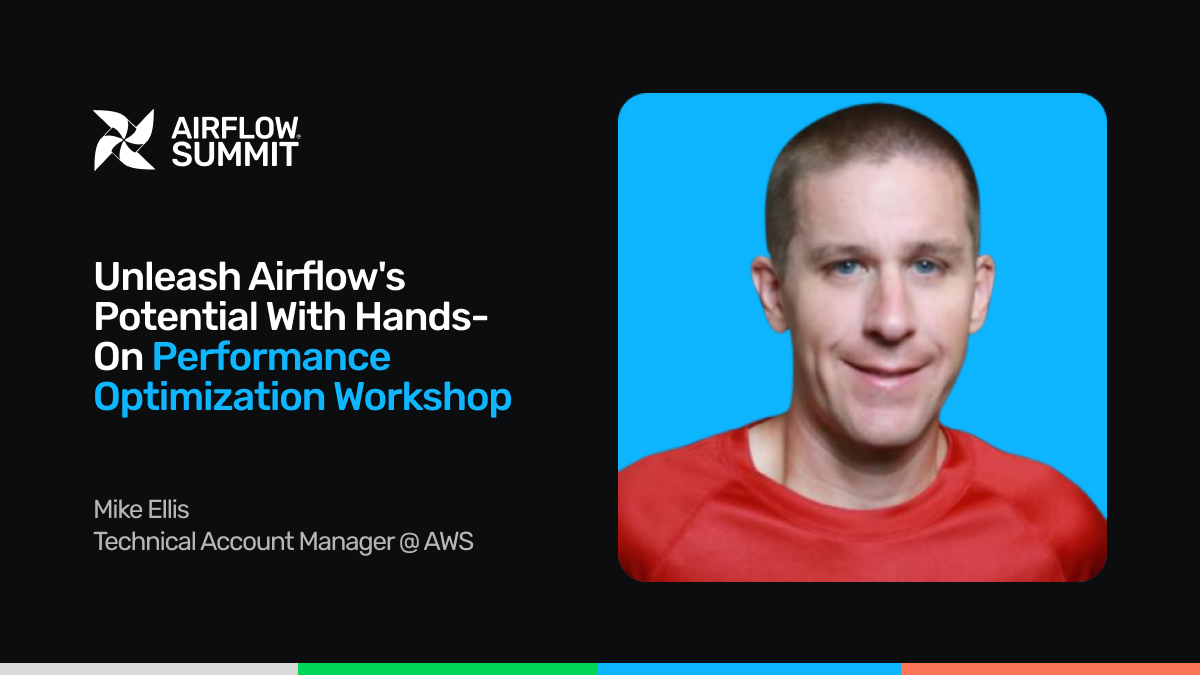 AIRFLOW
SUMMIT
Unleash Airflow's
Potential With Hands-
On Performance
Optimization Workshop
Mike Ellis
Technical Account Manager @ AWS